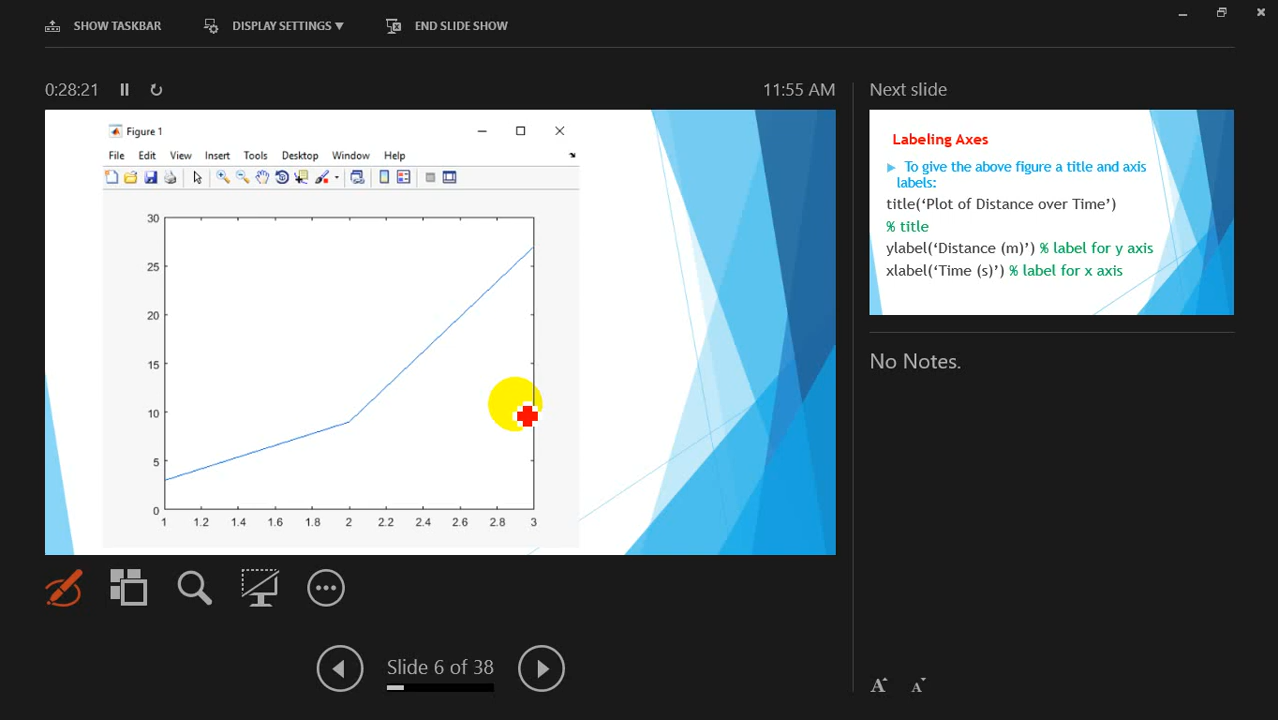 SHOW TASKBAR DISPLAY SETTINGS ▼ END SLIDE SHOW
0:28:21 11:55 AM
Figure 1
File Edit View Insert Tools Desktop Window Help
30
25
20
15
10
5
0
1 1.2 1.4 1.6 1.8 2 2.2 2.4 2.6 2.8 3
Slide 6 of 38
Next slide
Labeling Axes
To give the above figure a title and axis
labels:
title(‘Plot of Distance over Time’)
% title
ylabel(‘Distance (m)’) % label for y axis
xlabel(‘Time (s)’) % label for x axis
No Notes.
A A